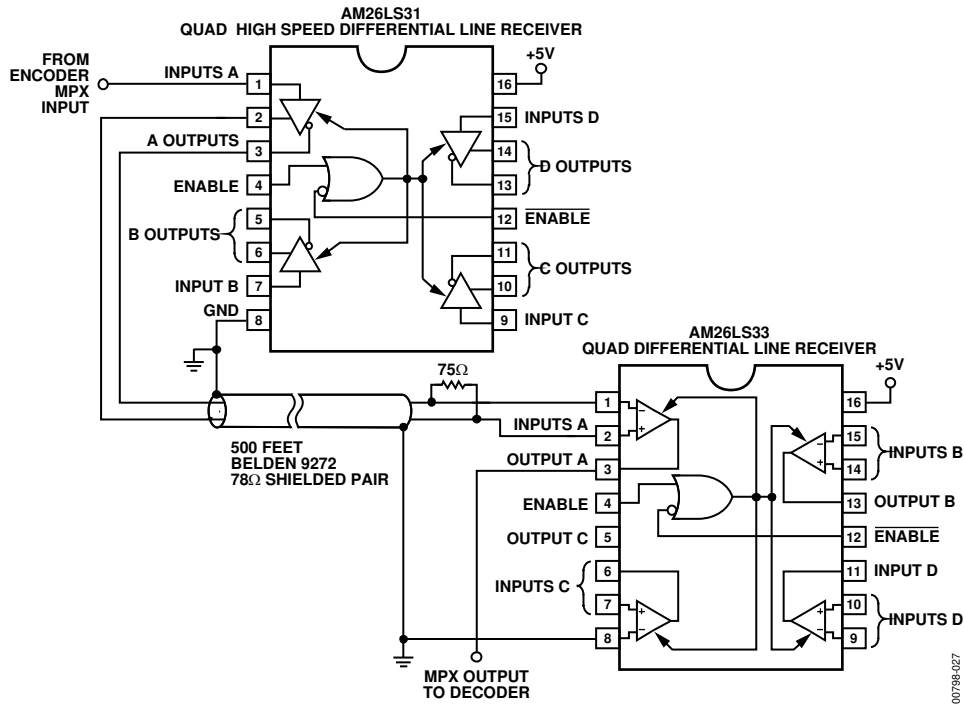 AM26LS31
QUAD HIGH SPEED DIFFERENTIAL LINE RECEIVER
FROM
ENCODER
MPX
INPUT
INPUTS A
1
2
A OUTPUTS
3
ENABLE
4
B OUTPUTS
5
6
INPUT B
7
GND
8
+5V
16
15
INPUTS D
14
D OUTPUTS
13
12
ENABLE
11
C OUTPUTS
10
9
INPUT C
75Ω
500 FEET
BELDEN 9272
78Ω SHIELDED PAIR
AM26LS33
QUAD DIFFERENTIAL LINE RECEIVER
+5V
1
INPUTS A
2
OUTPUT A
3
ENABLE
4
OUTPUT C
5
INPUTS C
6
7
8
–
+
+
–
16
15
INPUTS B
14
13
OUTPUT B
12
ENABLE
11
INPUT D
10
INPUTS D
9
–
+
+
–
MPX OUTPUT
TO DECODER
00798-027